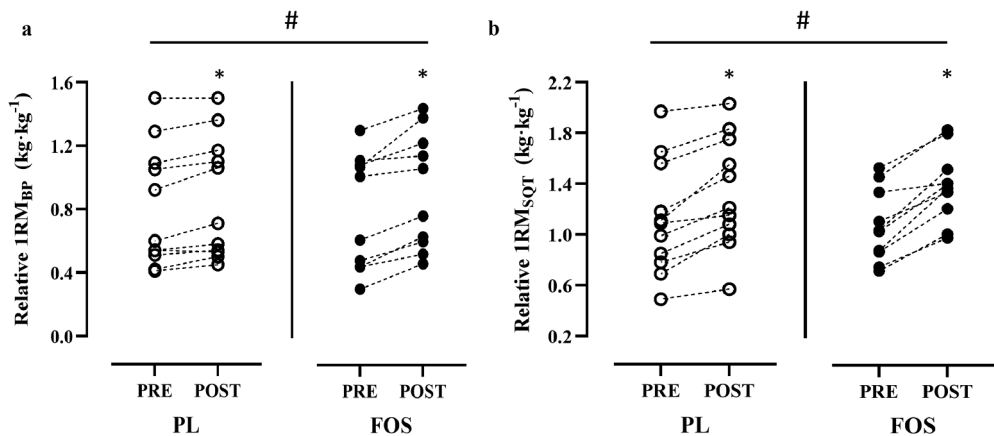 a
#
Relative 1RM_BP (kg·kg⁻¹)
1.6
1.2
0.8
0.4
0.0
*
*
PRE POST PRE POST
PL FOS
b
#
Relative 1RM_SQT (kg·kg⁻¹)
2.2
1.8
1.4
1.0
0.6
0.2
*
*
PRE POST PRE POST
PL FOS